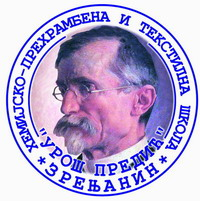 ХЕМИЈСКО-ПРЕХРАМБЕНА И ТЕКСТИЛНА ШКОЛА
"УРОШ ПРЕДИЋ"
* ЗРЕЊАНИН *